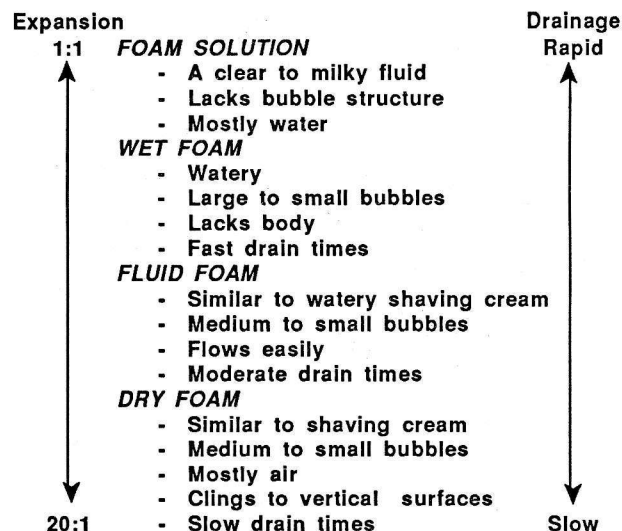 Expansion Drainage
1:1 FOAM SOLUTION Rapid
- A clear to milky fluid
- Lacks bubble structure
- Mostly water
WET FOAM
- Watery
- Large to small bubbles
- Lacks body
- Fast drain times
FLUID FOAM
- Similar to watery shaving cream
- Medium to small bubbles
- Flows easily
- Moderate drain times
DRY FOAM
- Similar to shaving cream
- Medium to small bubbles
- Mostly air
- Clings to vertical surfaces
20:1 - Slow drain times Slow